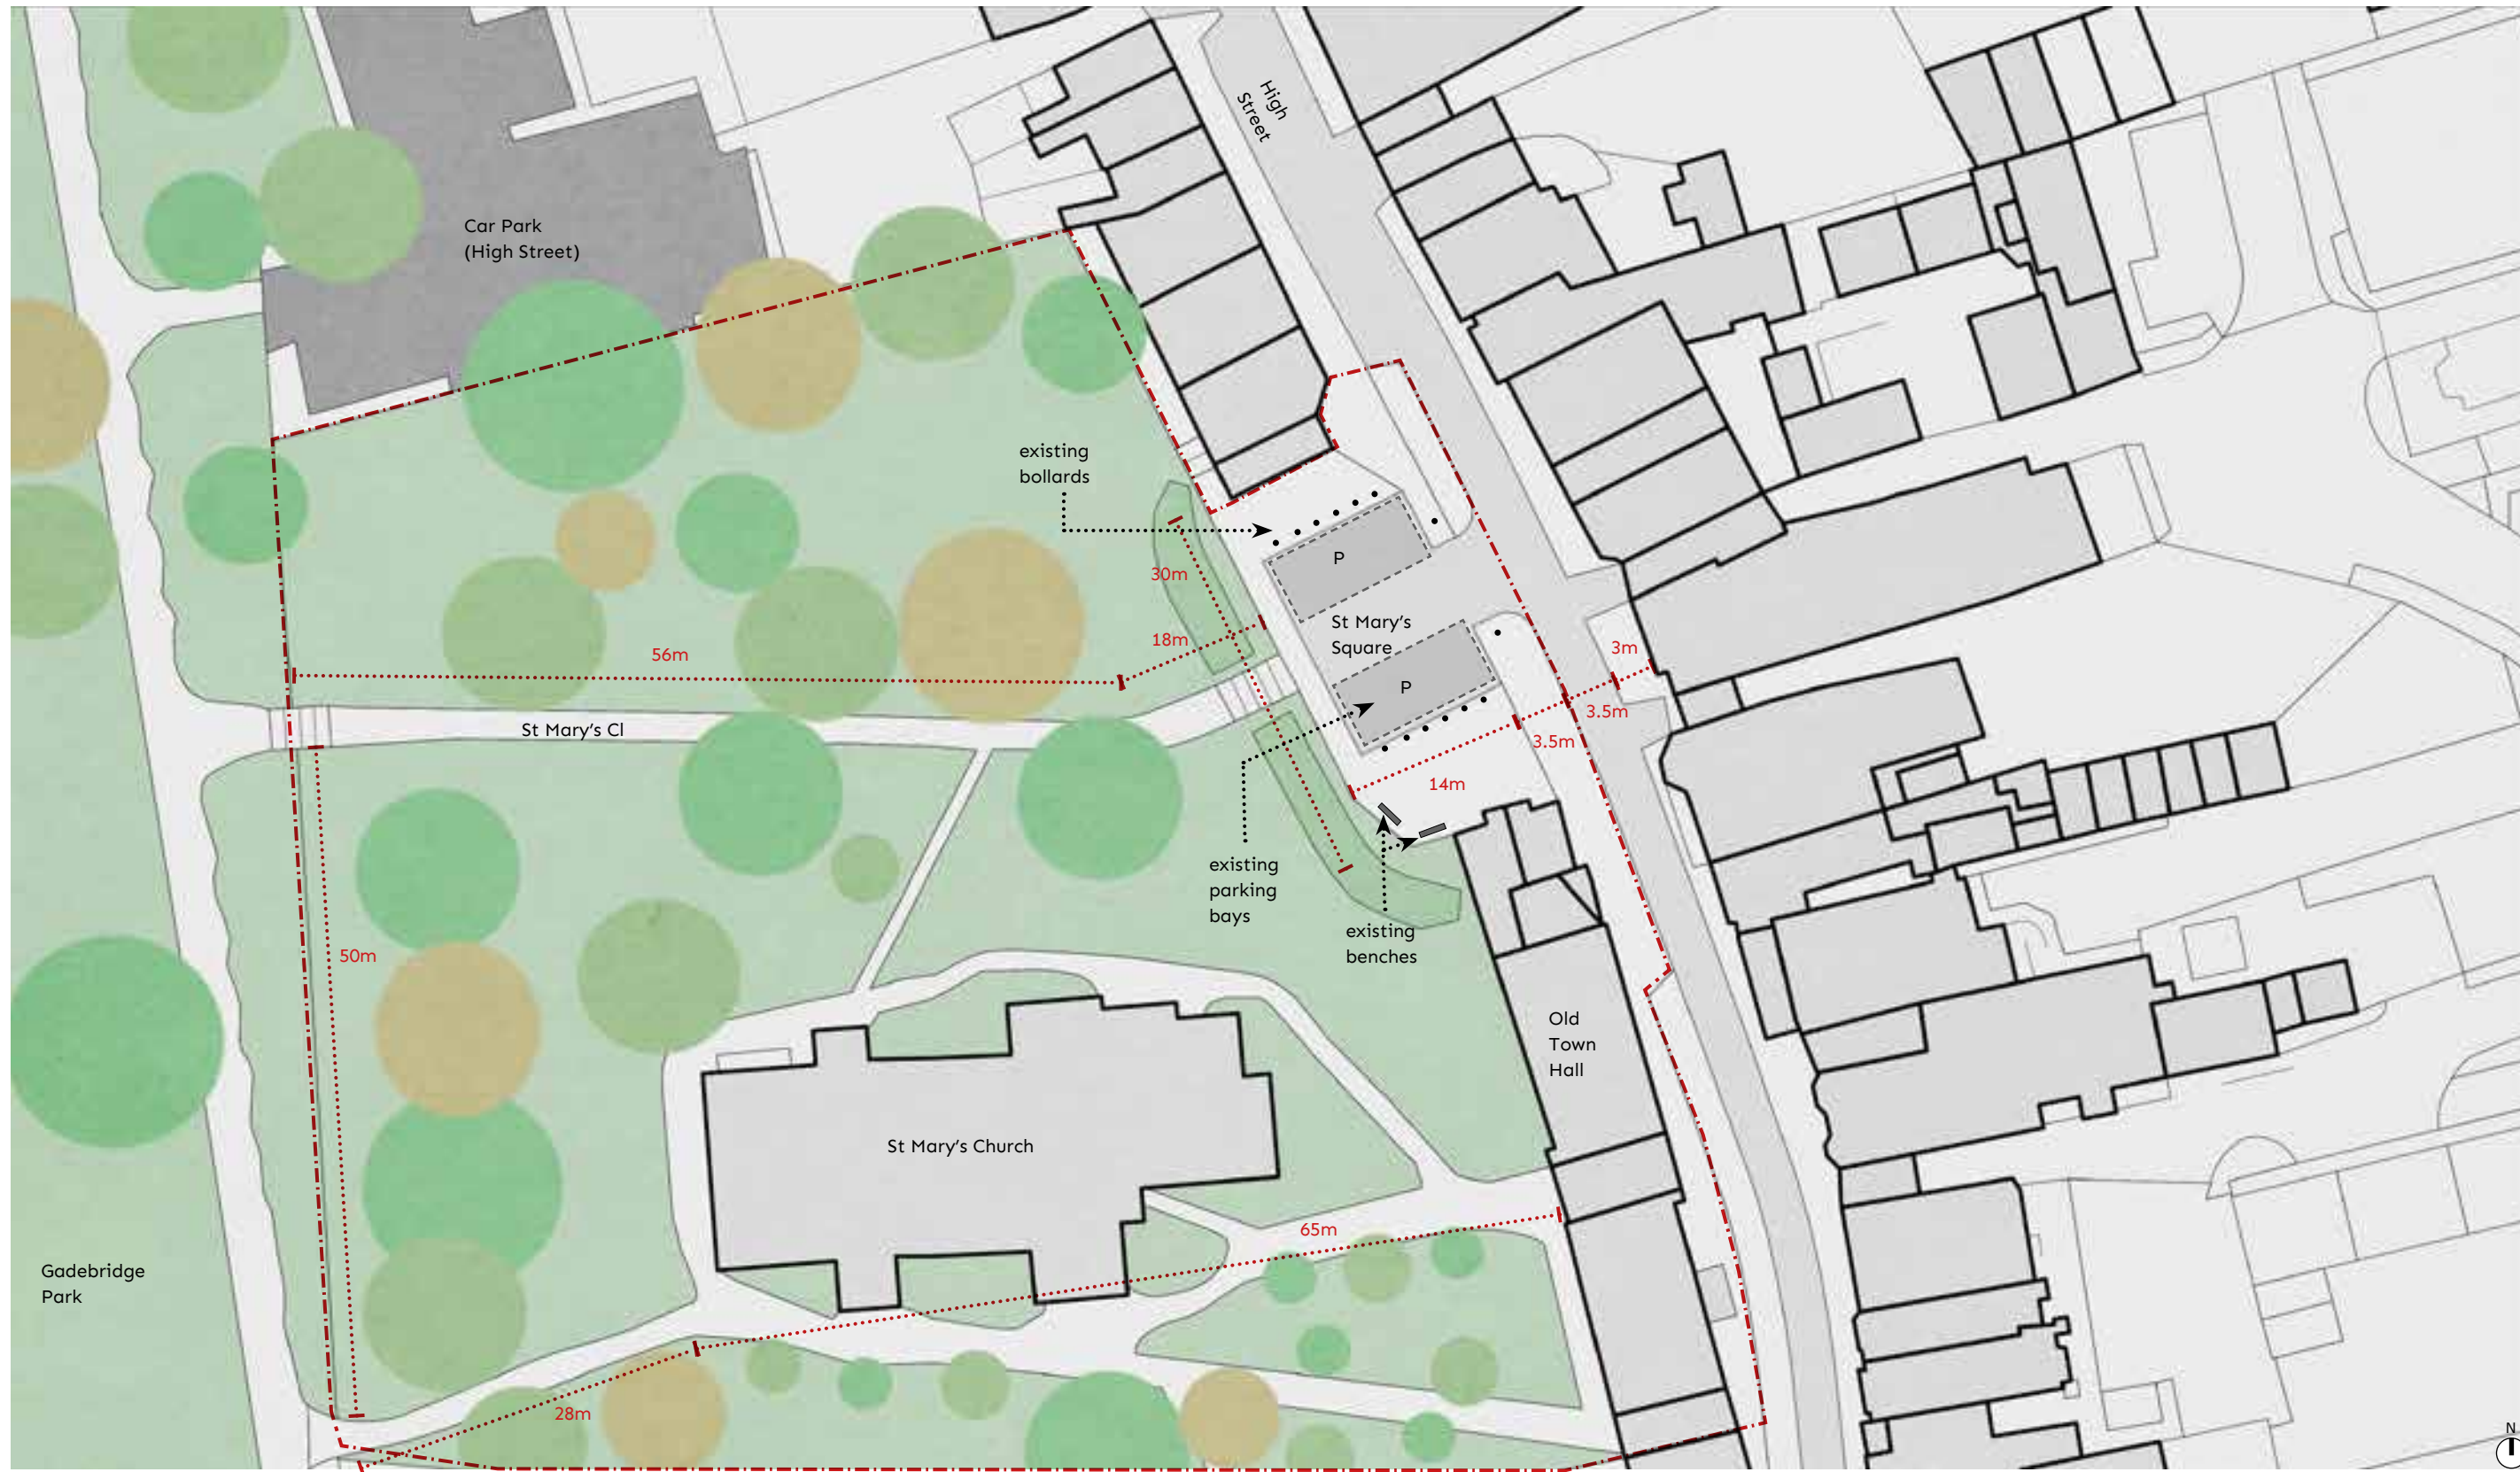 High
Street
Car Park
(High Street)
existing
bollards
P
30m
St Mary's
Square
18m
3m
56m
P
3.5m
St Mary's Cl
3.5m
14m
existing
parking
bays
existing
benches
50m
Old
Town
Hall
St Mary's Church
65m
Gadebridge
Park
28m
N